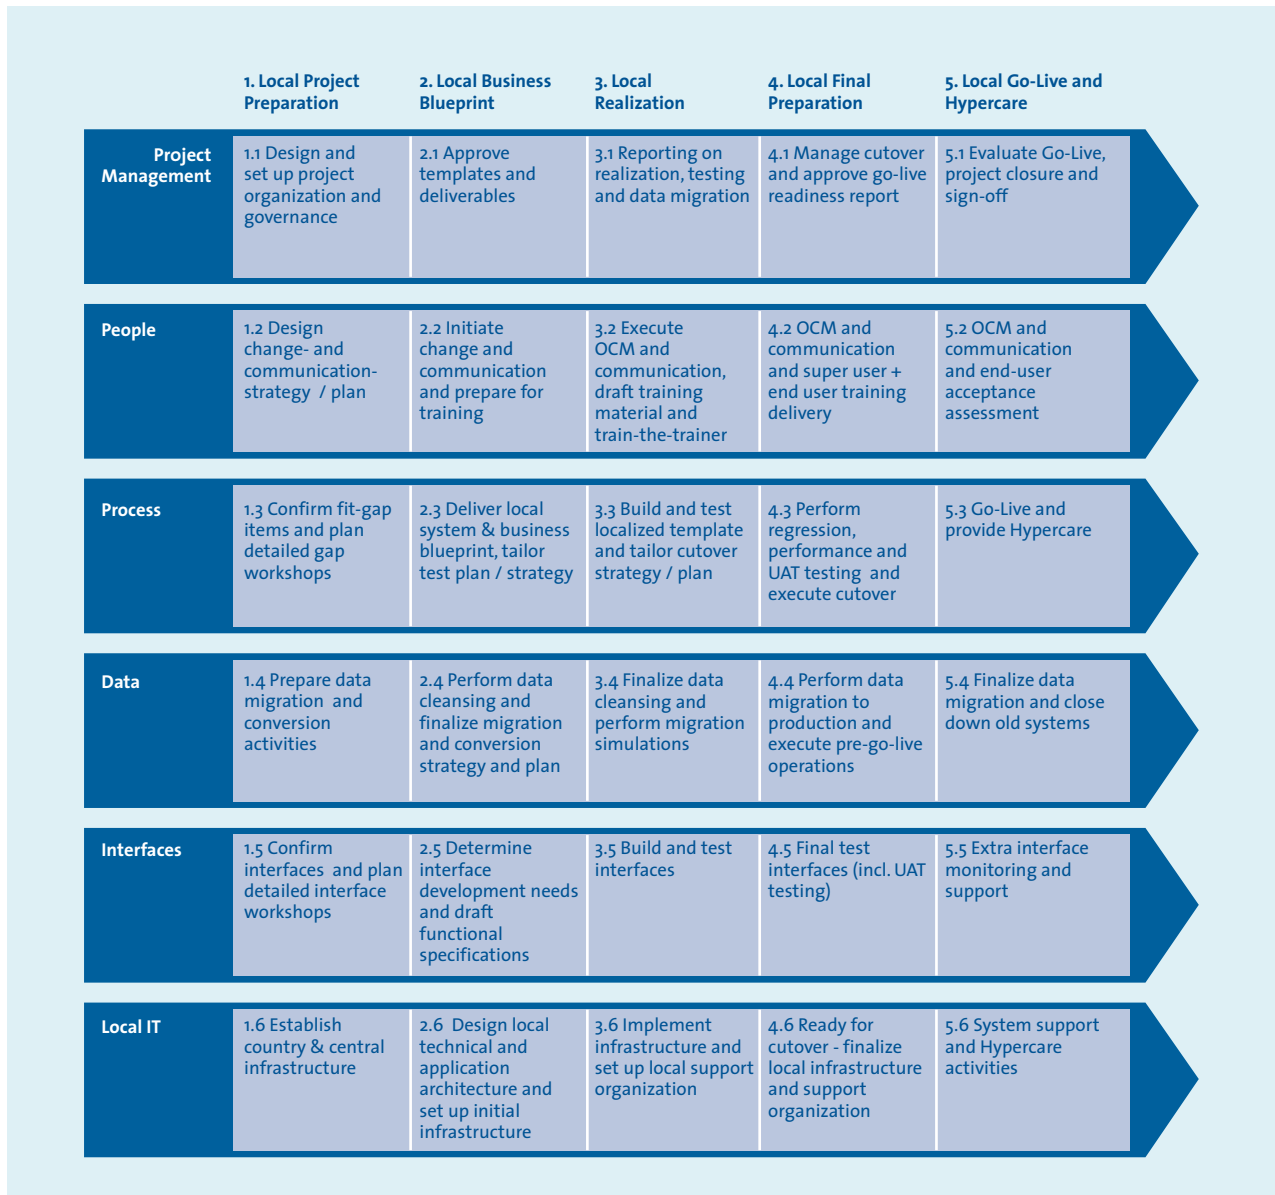 1. Local Project
Preparation
2. Local Business
Blueprint
3. Local
Realization
4. Local Final
Preparation
5. Local Go-Live and
Hypercare
Project
Management
1.1 Design and
set up project
organization and
governance
2.1 Approve
templates and
deliverables
3.1 Reporting on
realization, testing
and data migration
4.1 Manage cutover
and approve go-live
readiness report
5.1 Evaluate Go-Live,
project closure and
sign-off
People
1.2 Design
change- and
communication-
strategy / plan
2.2 Initiate
change and
communication
and prepare for
training
3.2 Execute
OCM and
communication,
draft training
material and
train-the-trainer
4.2 OCM and
communication
and super user +
end user training
delivery
5.2 OCM and
communication
and end-user
acceptance
assessment
Process
1.3 Confirm fit-gap
items and plan
detailed gap
workshops
2.3 Deliver local
system & business
blueprint, tailor
test plan / strategy
3.3 Build and test
localized template
and tailor cutover
strategy / plan
4.3 Perform
regression,
performance and
UAT testing and
execute cutover
5.3 Go-Live and
provide Hypercare
Data
1.4 Prepare data
migration and
conversion
activities
2.4 Perform data
cleansing and
finalize migration
and conversion
strategy and plan
3.4 Finalize data
cleansing and
perform migration
simulations
4.4 Perform data
migration to
production and
execute pre-go-live
operations
5.4 Finalize data
migration and close
down old systems
Interfaces
1.5 Confirm
interfaces and plan
detailed interface
workshops
2.5 Determine
interface
development needs
and draft
functional
specifications
3.5 Build and test
interfaces
4.5 Final test
interfaces (incl. UAT
testing)
5.5 Extra interface
monitoring and
support
Local IT
1.6 Establish
country & central
infrastructure
2.6 Design local
technical and
application
architecture and
set up initial
infrastructure
3.6 Implement
infrastructure and
set up local support
organization
4.6 Ready for
cutover - finalize
local infrastructure
and support
organization
5.6 System support
and Hypercare
activities